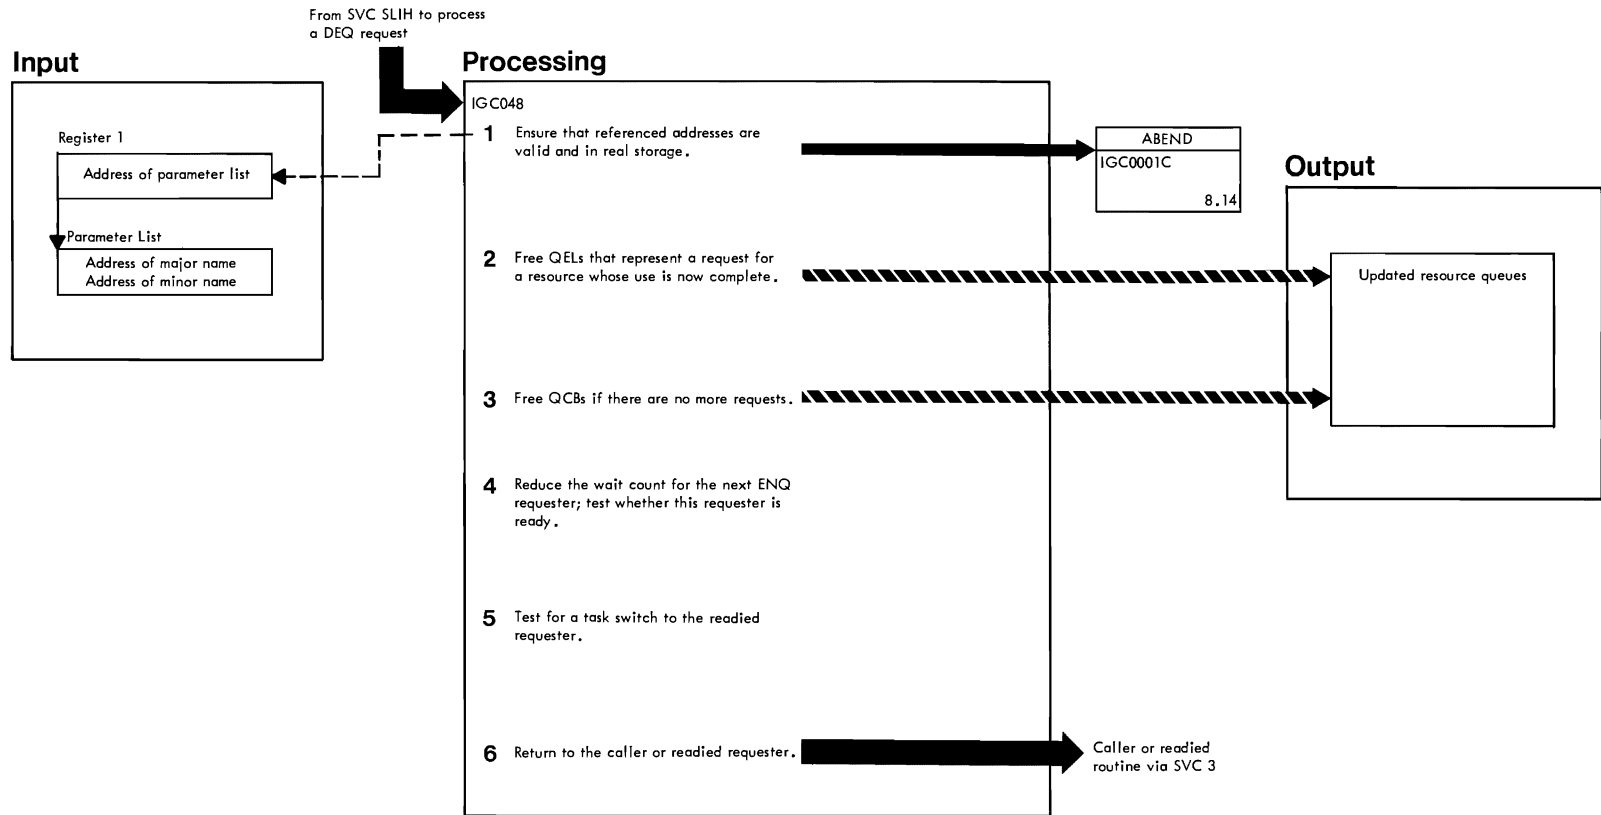 From SVC SLIH to process
a DEQ request
Input
Register 1
Address of parameter list
Parameter List
Address of major name
Address of minor name
Processing
IGC048
1 Ensure that referenced addresses are
valid and in real storage.
ABEND
IGC0001C
8.14
2 Free QELs that represent a request for
a resource whose use is now complete.
3 Free QCBs if there are no more requests.
4 Reduce the wait count for the next ENQ
requester; test whether this requester is
ready.
5 Test for a task switch to the readied
requester.
6 Return to the caller or readied requester.
Caller or readied
routine via SVC 3
Output
Updated resource queues